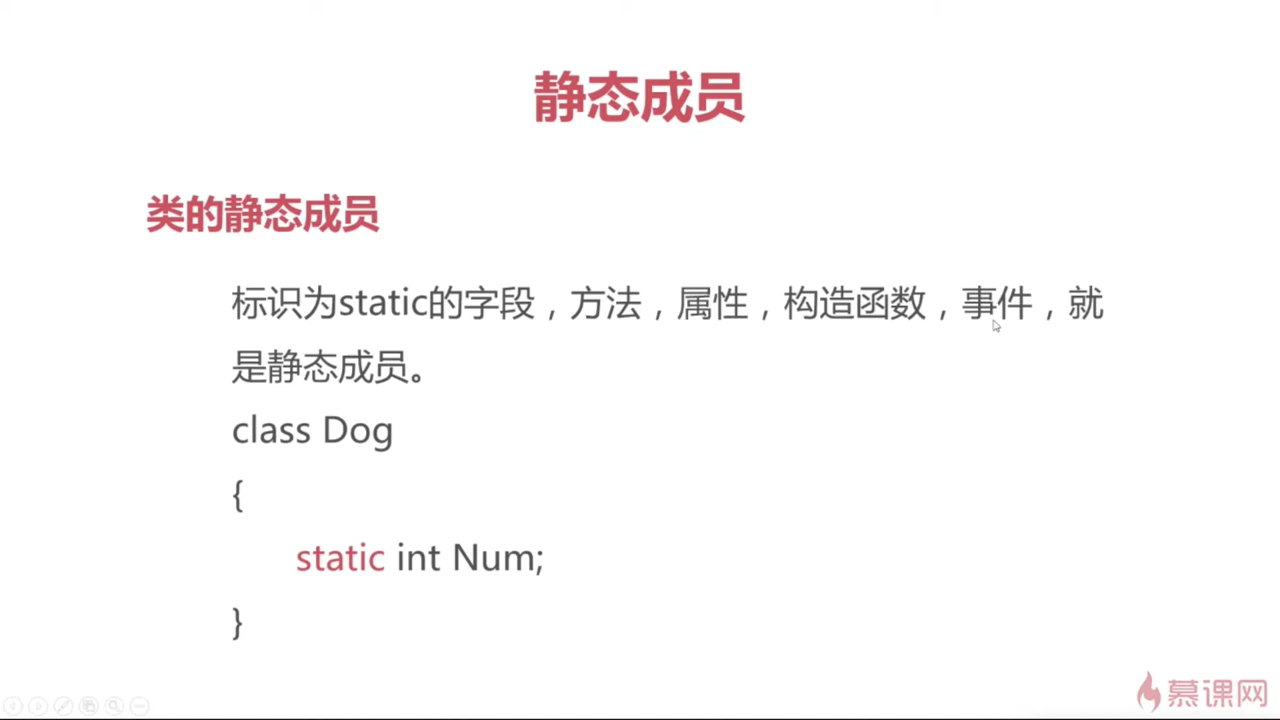 静态成员
类的静态成员
标识为static的字段，方法，属性，构造函数，事件，就
是静态成员。
class Dog
{
static int Num;
}
慕课网